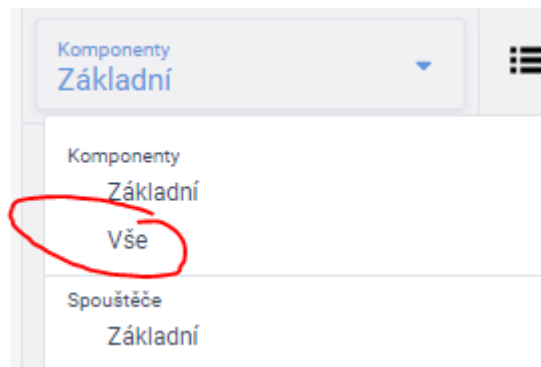 Komponenty
Základní
Komponenty
Základní
Vše
Spouštěče
Základní